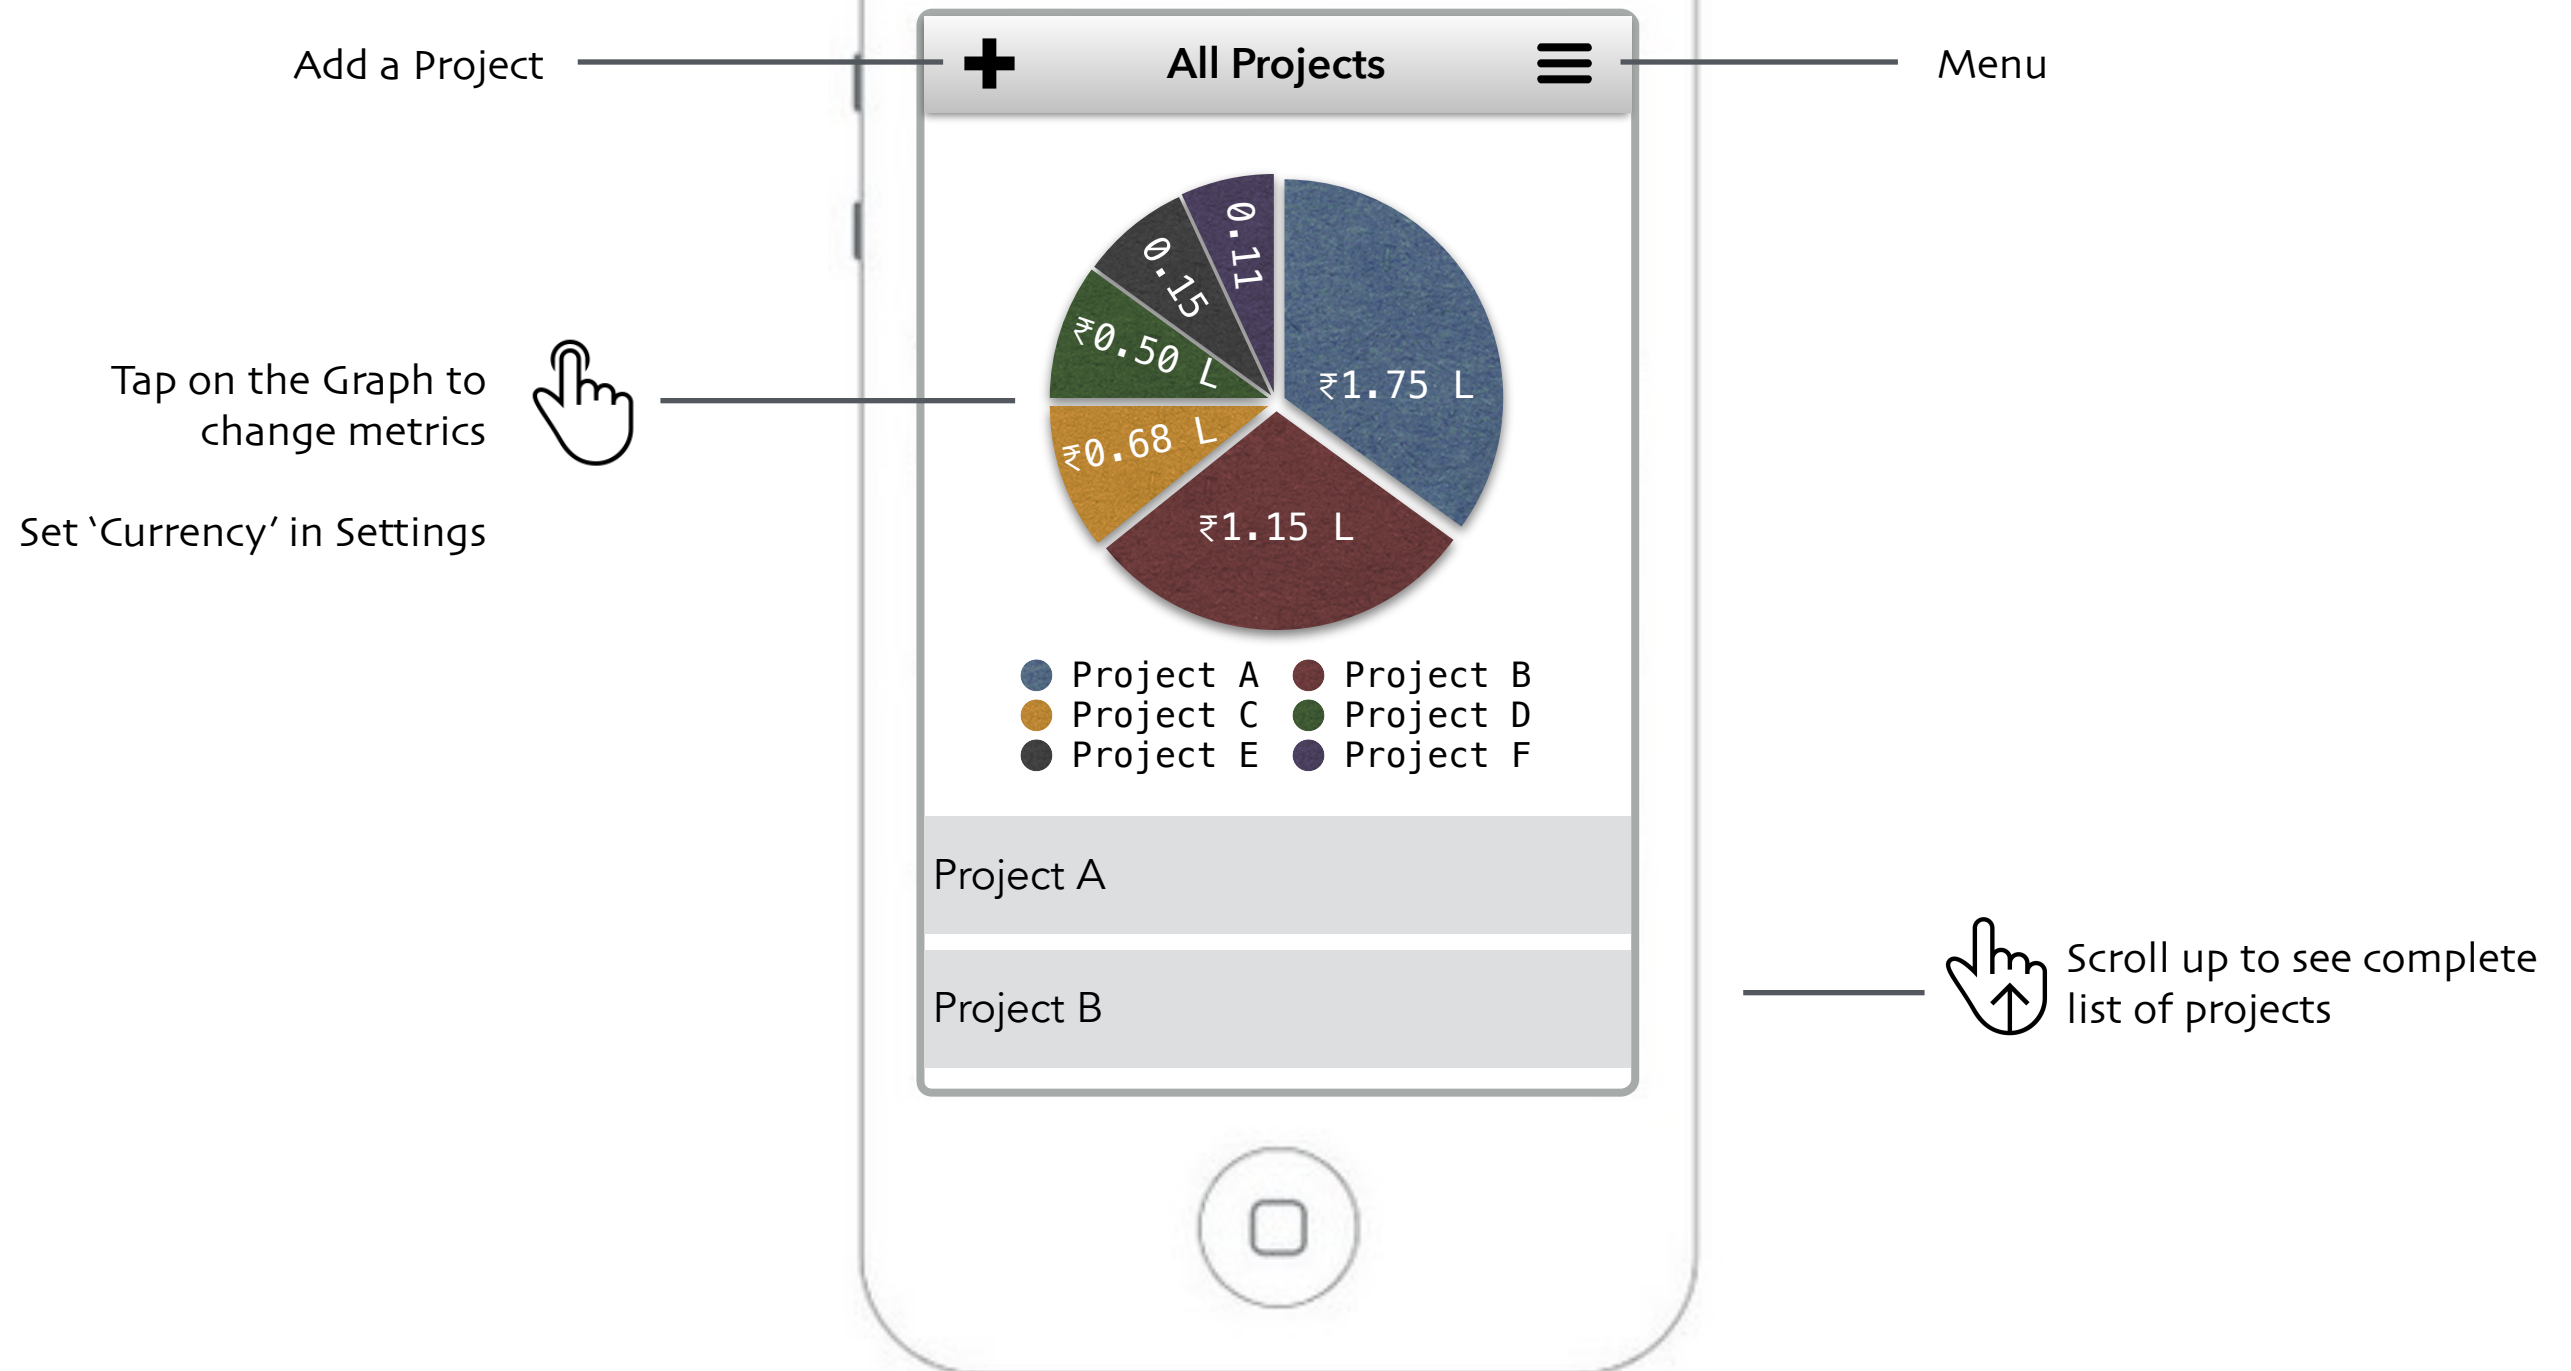 Add a Project
All Projects
Menu
0.11
0.15
₹0.50 L
₹1.75 L
₹0.68 L
₹1.15 L
Tap on the Graph to
change metrics
Set ‘Currency’ in Settings
Project A
Project B
Project C
Project D
Project E
Project F
Project A
Project B
Scroll up to see complete
list of projects